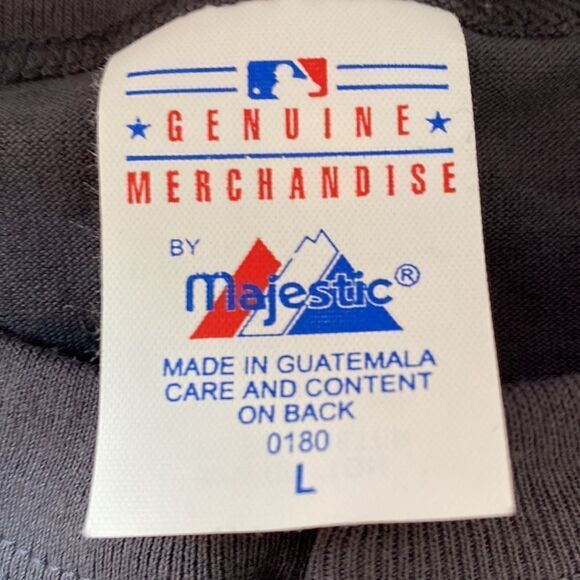 ★ GENUINE ★
MERCHANDISE
BY
Majestic®
MADE IN GUATEMALA
CARE AND CONTENT
ON BACK
0180
L